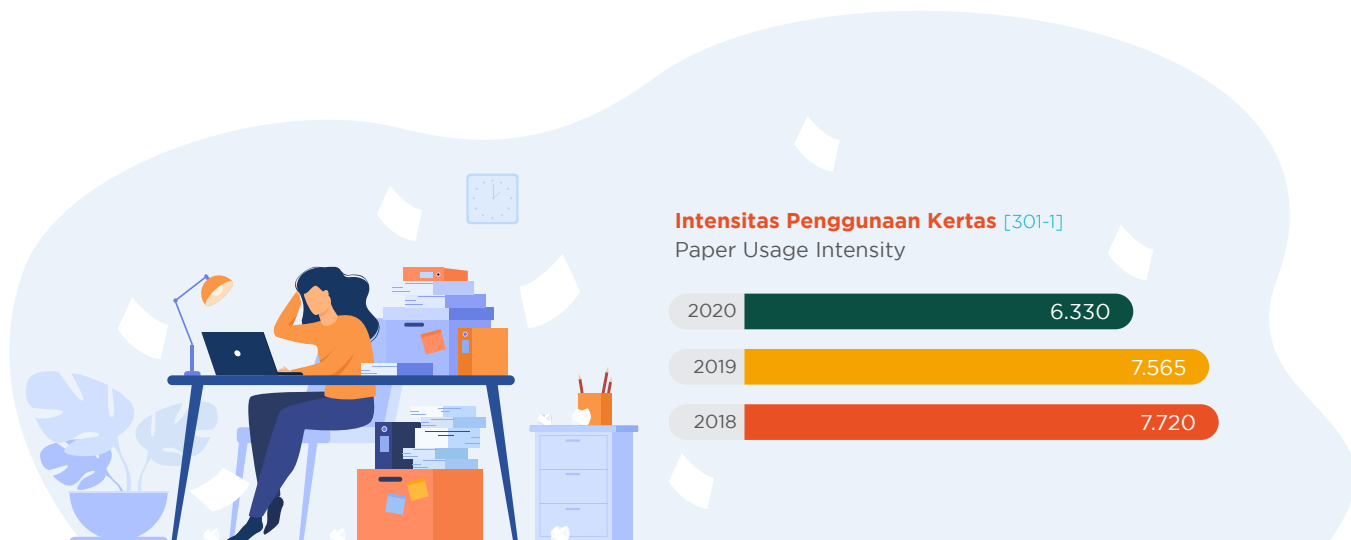 Intensitas Penggunaan Kertas [301-1]
Paper Usage Intensity
2020 6.330
2019 7.565
2018 7.720